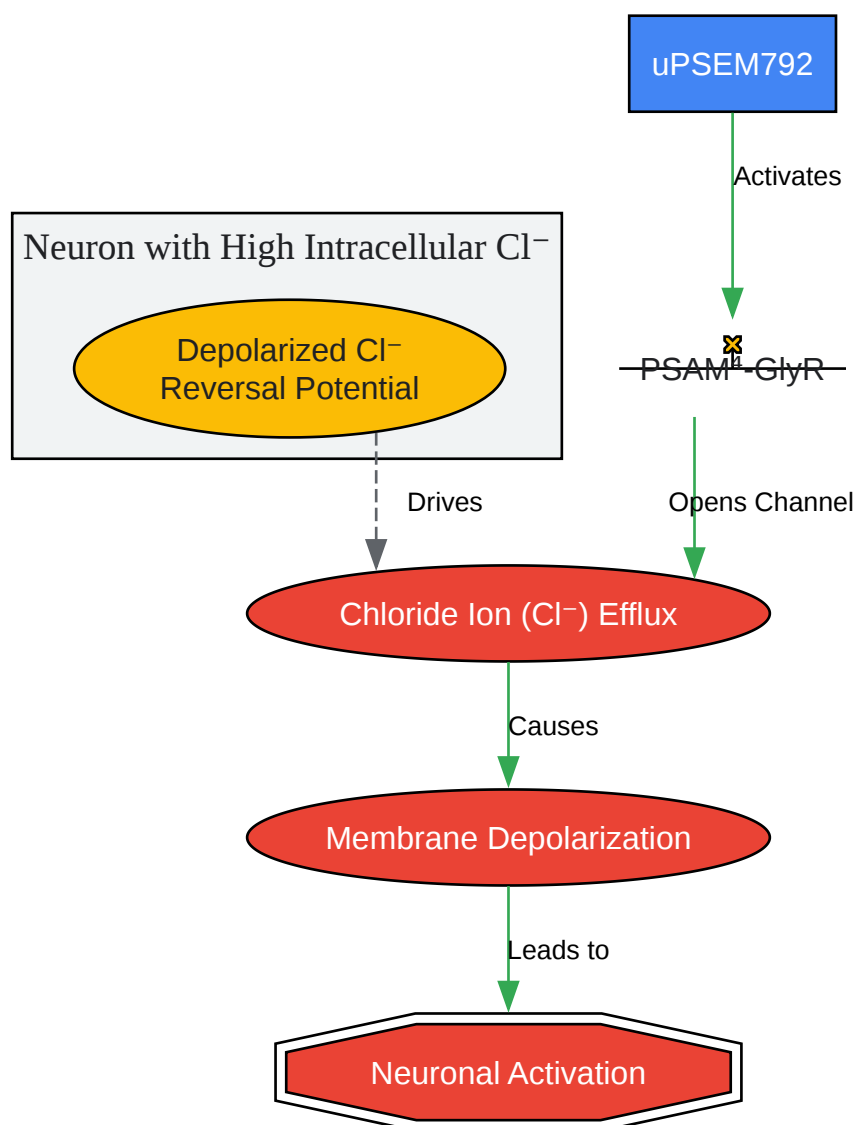 uPSEM792
Activates
Neuron with High Intracellular Cl⁻
Depolarized Cl⁻
Reversal Potential
PSAM⁴-GlyR
Drives
Opens Channel
Chloride Ion (Cl⁻) Efflux
Causes
Membrane Depolarization
Leads to
Neuronal Activation